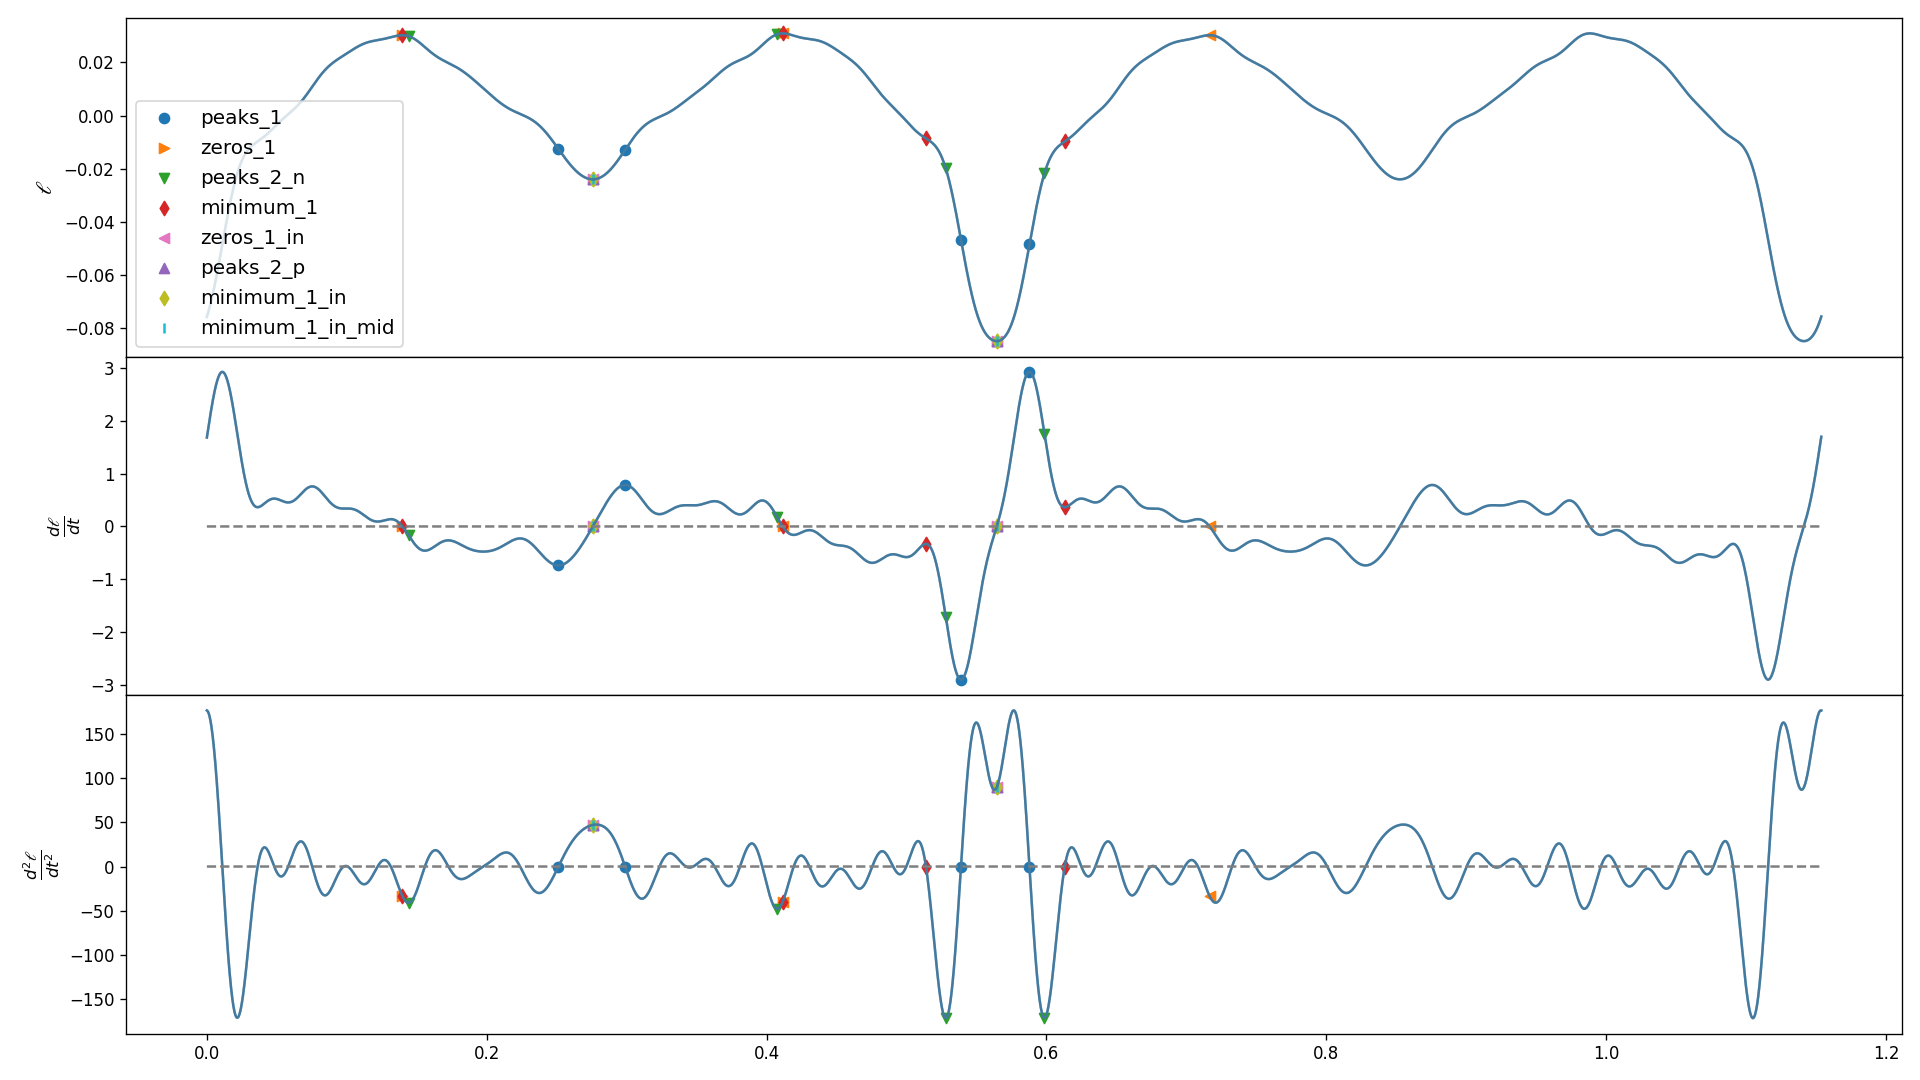 0.02
0.00
−0.02
−0.04
−0.06
−0.08
ℓ
peaks_1
zeros_1
peaks_2_n
minimum_1
zeros_1_in
peaks_2_p
minimum_1_in
minimum_1_in_mid
3
2
1
0
−1
−2
−3
dℓ
dt
150
100
50
0
−50
−100
−150
d²ℓ
dt²
0.0 0.2 0.4 0.6 0.8 1.0 1.2